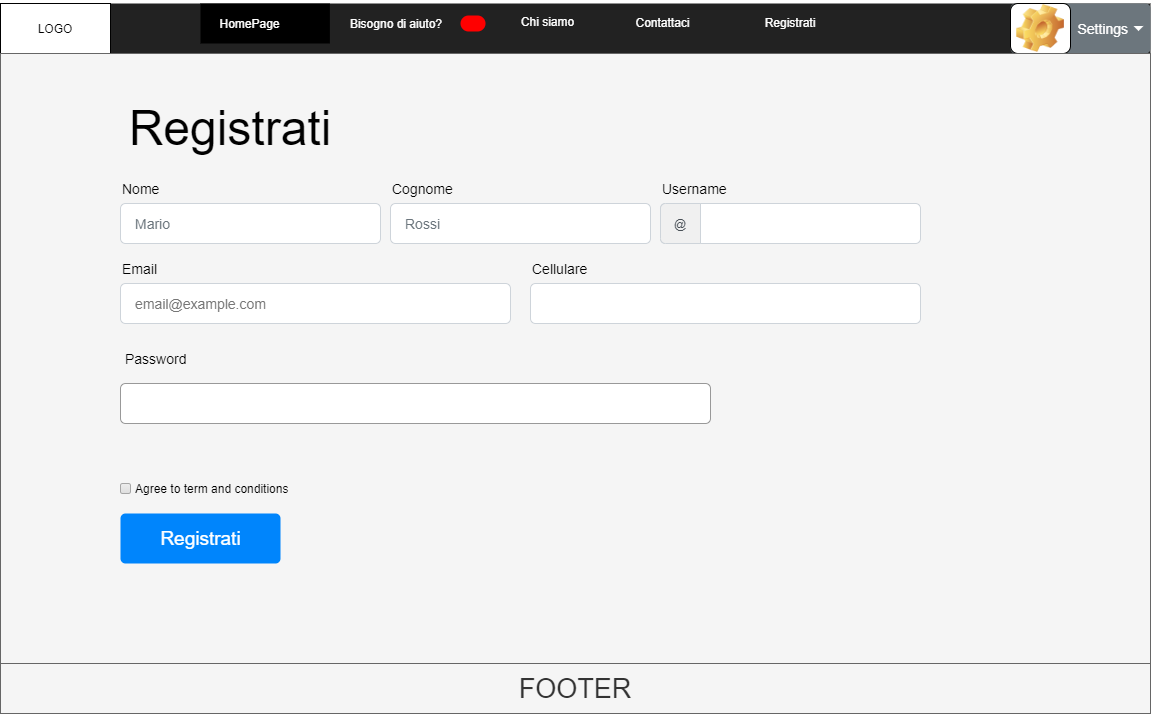 LOGO
HomePage
Bisogno di aiuto?
Chi siamo
Contattaci
Registrati
Settings
Registrati
Nome
Cognome
Username
Mario
Rossi
@
Email
Cellulare
email@example.com
Password
Agree to term and conditions
Registrati
FOOTER